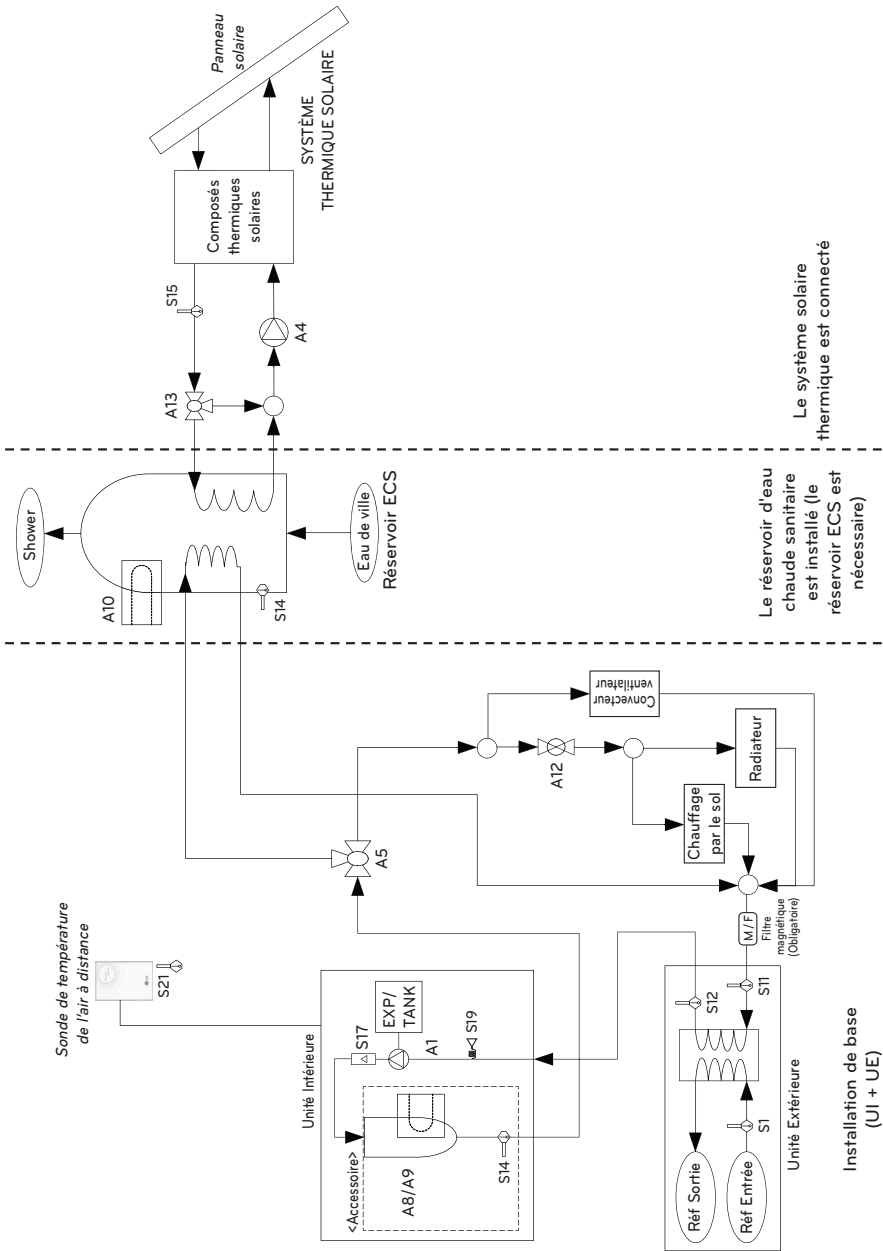 Panneau
solaire
SYSTÈME
THERMIQUE SOLAIRE
Composés
thermiques
solaires
S15
A4
A13
Le système solaire
thermique est connecté
Shower
A10
S14
Eau de ville
Réservoir ECS
Le réservoir d'eau
chaude sanitaire
est installé (le
réservoir ECS est
nécessaire)
Convecteur
ventilateur
A12
Radiateur
Chauffage
par le sol
A5
M / F
Filtre
magnétique
(Obligatoire)
Sonde de température
de l'air à distance
S21
Unité Intérieure
EXP/
TANK
S17
A1
S19
<Accessoire>
A8/A9
S14
S12
S11
S1
Réf Sortie
Réf Entrée
Unité Extérieure
Installation de base
(UI + UE)